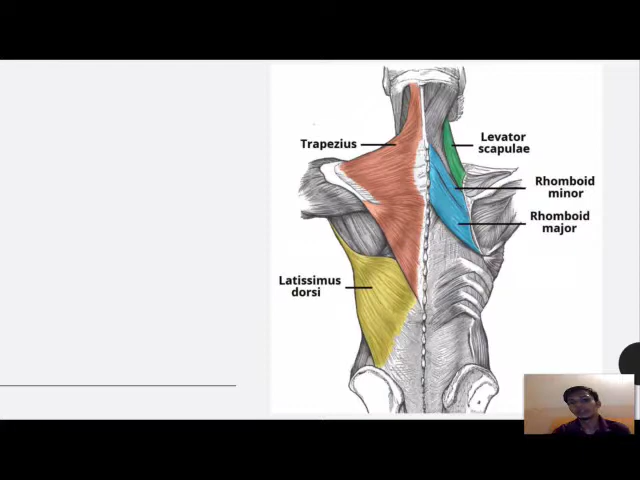 Trapezius
Levator
scapulae
Rhomboid
minor
Rhomboid
major
Latissimus
dorsi